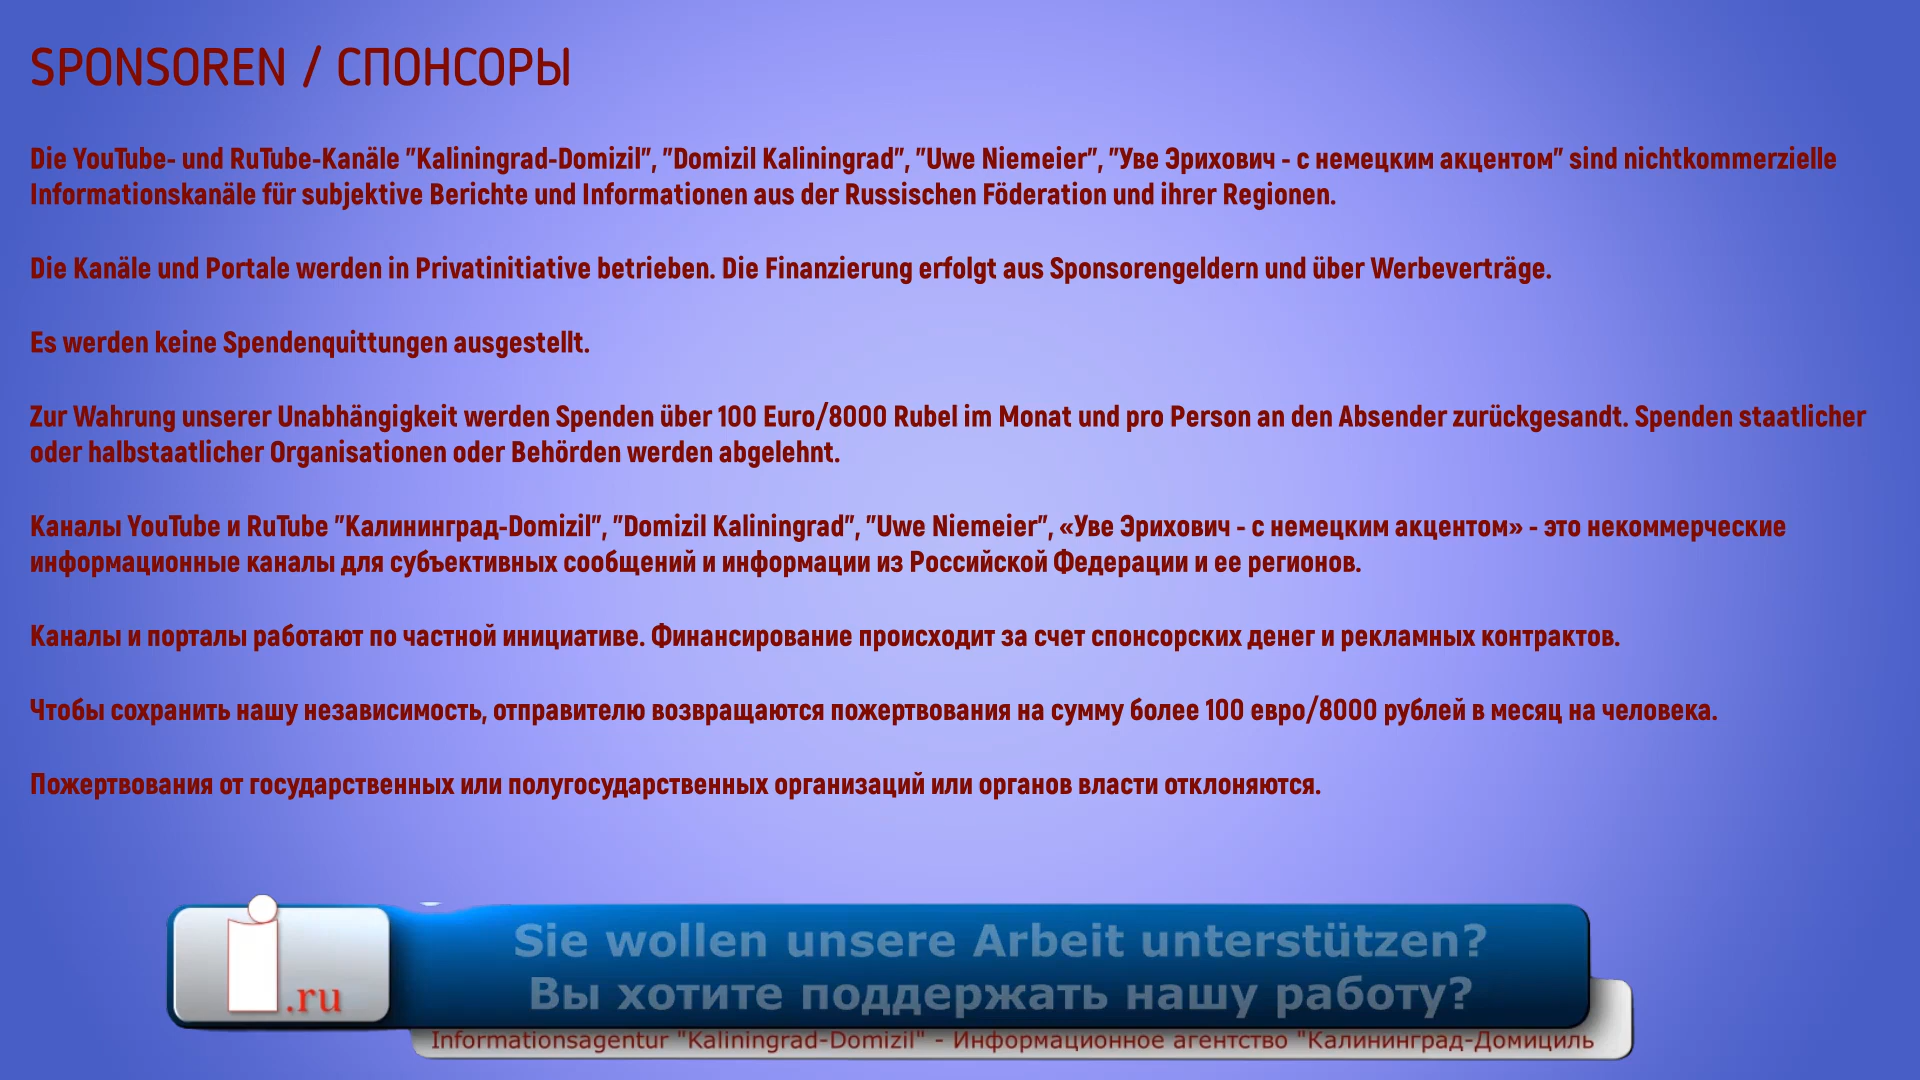 SPONSOREN / СПОНСОРЫ
Die YouTube- und RuTube-Kanäle "Kaliningrad-Domizil", "Domizil Kaliningrad", "Uwe Niemeier", "Уве Эрихович - с немецким акцентом" sind nichtkommerzielle
Informationskanäle für subjektive Berichte und Informationen aus der Russischen Föderation und ihrer Regionen.
Die Kanäle und Portale werden in Privatinitiative betrieben. Die Finanzierung erfolgt aus Sponsorengeldern und über Werbeverträge.
Es werden keine Spendenquittungen ausgestellt.
Zur Wahrung unserer Unabhängigkeit werden Spenden über 100 Euro/8000 Rubel im Monat und pro Person an den Absender zurückgesandt. Spenden staatlicher
oder halbstaatlicher Organisationen oder Behörden werden abgelehnt.
Каналы YouTube и RuTube "Калининград-Domizil", "Domizil Kaliningrad", "Uwe Niemeier", «Уве Эрихович - с немецким акцентом» - это некоммерческие
информационные каналы для субъективных сообщений и информации из Российской Федерации и ее регионов.
Каналы и порталы работают по частной инициативе. Финансирование происходит за счет спонсорских денег и рекламных контрактов.
Чтобы сохранить нашу независимость, отправителю возвращаются пожертвования на сумму более 100 евро/8000 рублей в месяц на человека.
Пожертвования от государственных или полугосударственных организаций или органов власти отклоняются.
Sie wollen unsere Arbeit unterstützen?
Вы хотите поддержать нашу работу?
i.ru
Informationsagentur "Kaliningrad-Domizil" - Информационное агентство "Калининград-Домициль